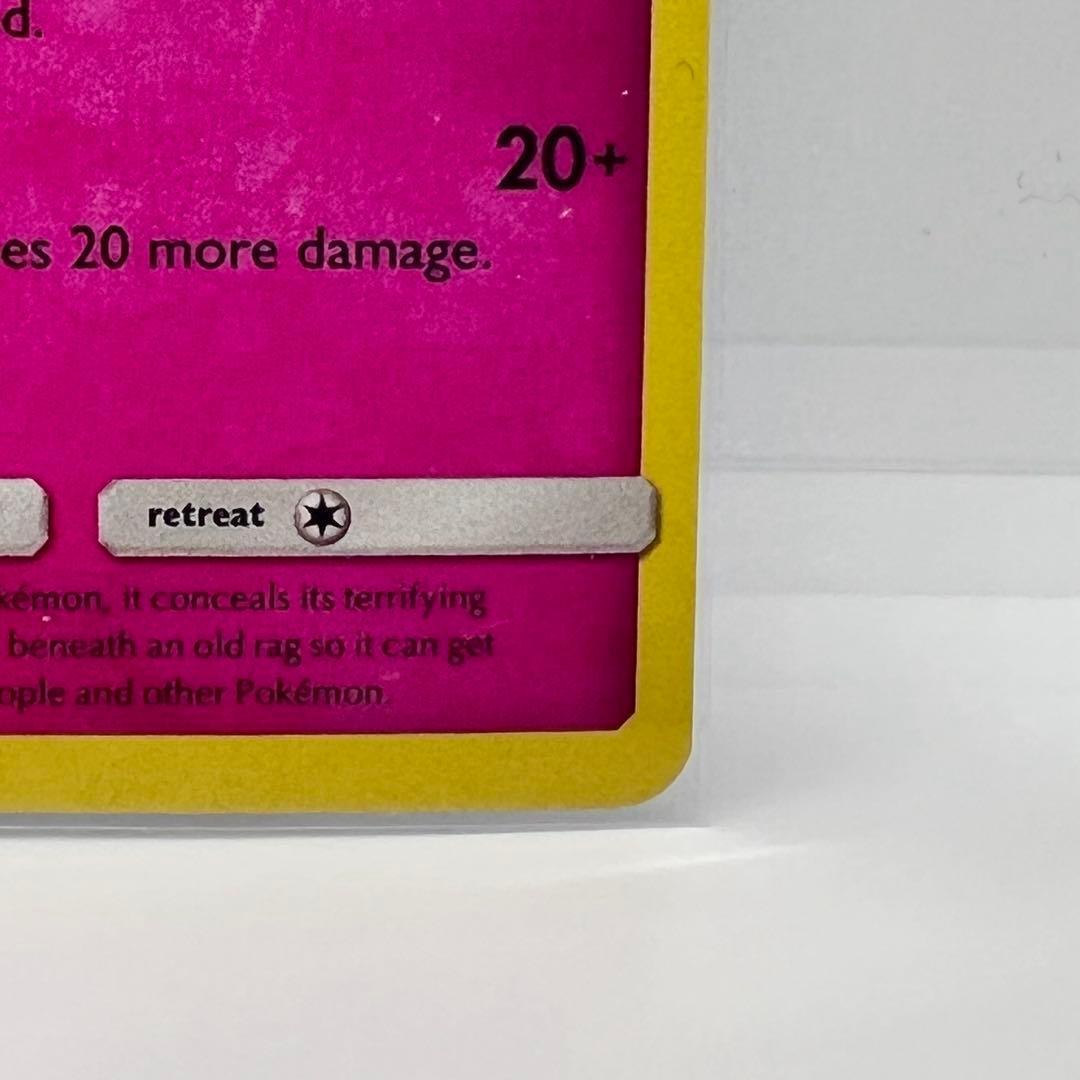 d.
20+
es 20 more damage.
retreat
kémon, it conceals its terrifying
beneath an old rag so it can get
ople and other Pokémon.